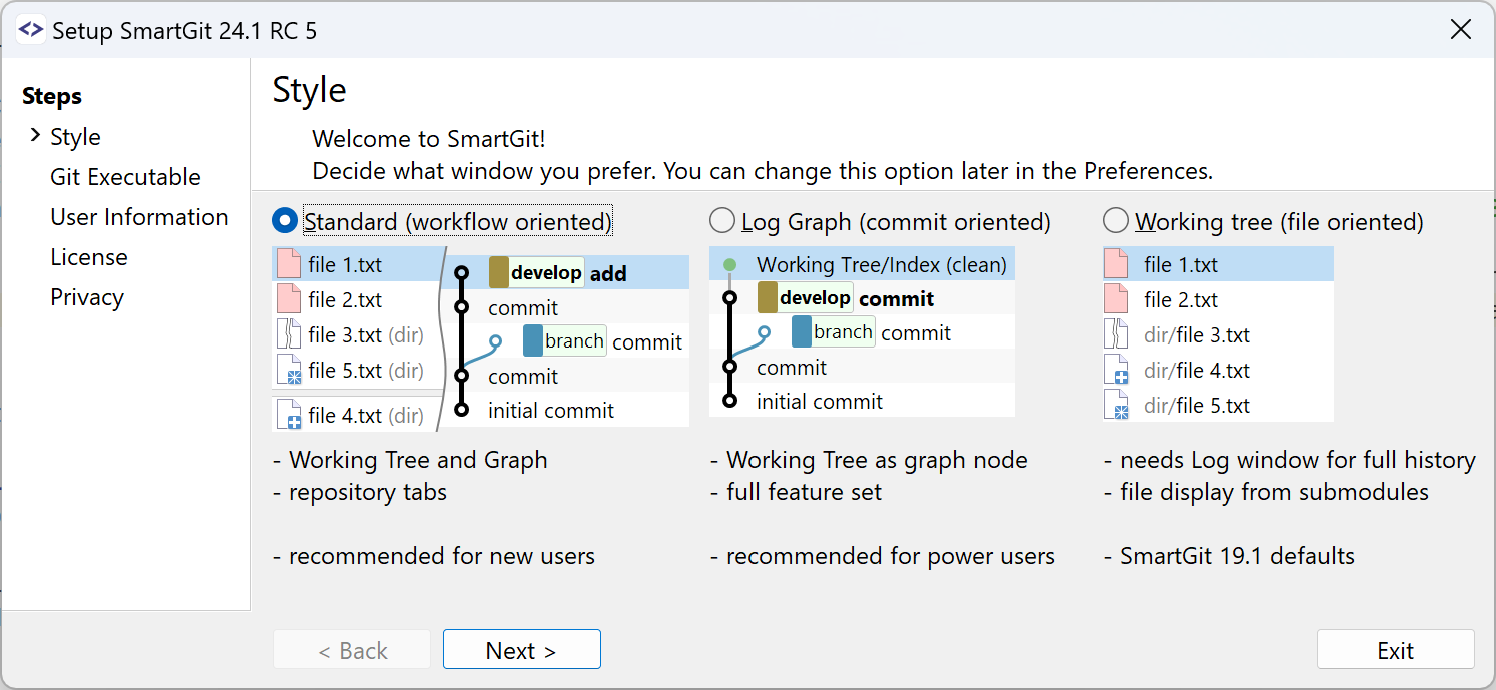 Setup SmartGit 24.1 RC 5
Steps
Style
Git Executable
User Information
License
Privacy
Style
Welcome to SmartGit!
Decide what window you prefer. You can change this option later in the Preferences.
Standard (workflow oriented)
file 1.txt
file 2.txt
file 3.txt (dir)
file 5.txt (dir)
file 4.txt (dir)
develop add
commit
branch commit
commit
initial commit
- Working Tree and Graph
- repository tabs
- recommended for new users
Log Graph (commit oriented)
Working Tree/Index (clean)
develop commit
branch commit
commit
initial commit
- Working Tree as graph node
- full feature set
- recommended for power users
Working tree (file oriented)
file 1.txt
file 2.txt
dir/file 3.txt
dir/file 4.txt
dir/file 5.txt
- needs Log window for full history
- file display from submodules
- SmartGit 19.1 defaults
< Back
Next >
Exit